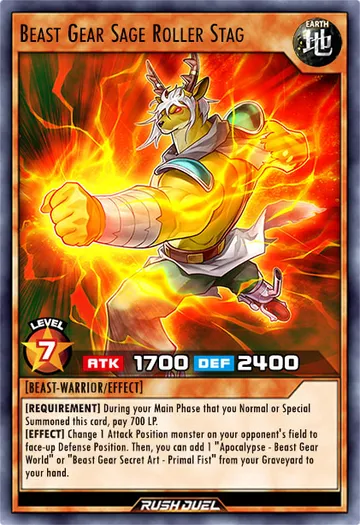 Beast Gear Sage Roller Stag
EARTH
地
LEVEL
7
ATK 1700 DEF 2400
[BEAST-WARRIOR/EFFECT]
[REQUIREMENT] During your Main Phase that you Normal or Special
Summoned this card, pay 700 LP.
[EFFECT] Change 1 Attack Position monster on your opponent's field to
face-up Defense Position. Then, you can add 1 "Apocalypse - Beast Gear
World" or "Beast Gear Secret Art - Primal Fist" from your Graveyard to
your hand.
RUSH DUEL